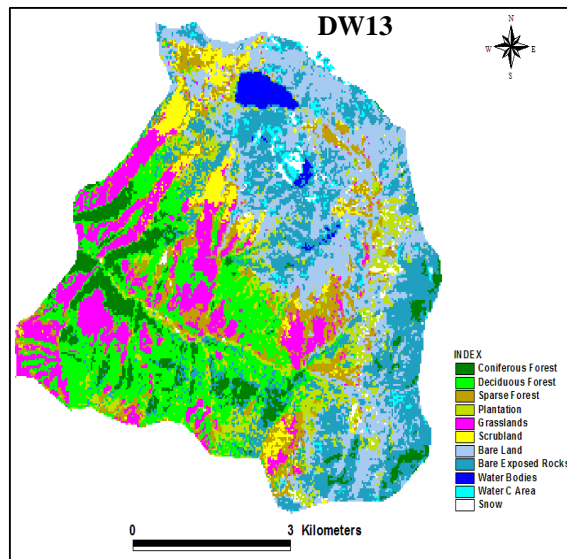 DW13
N
W E
S
INDEX
Coniferous Forest
Deciduous Forest
Sparse Forest
Plantation
Grasslands
Scrubland
Bare Land
Bare Exposed Rocks
Water Bodies
Water C Area
Snow
0 3 Kilometers